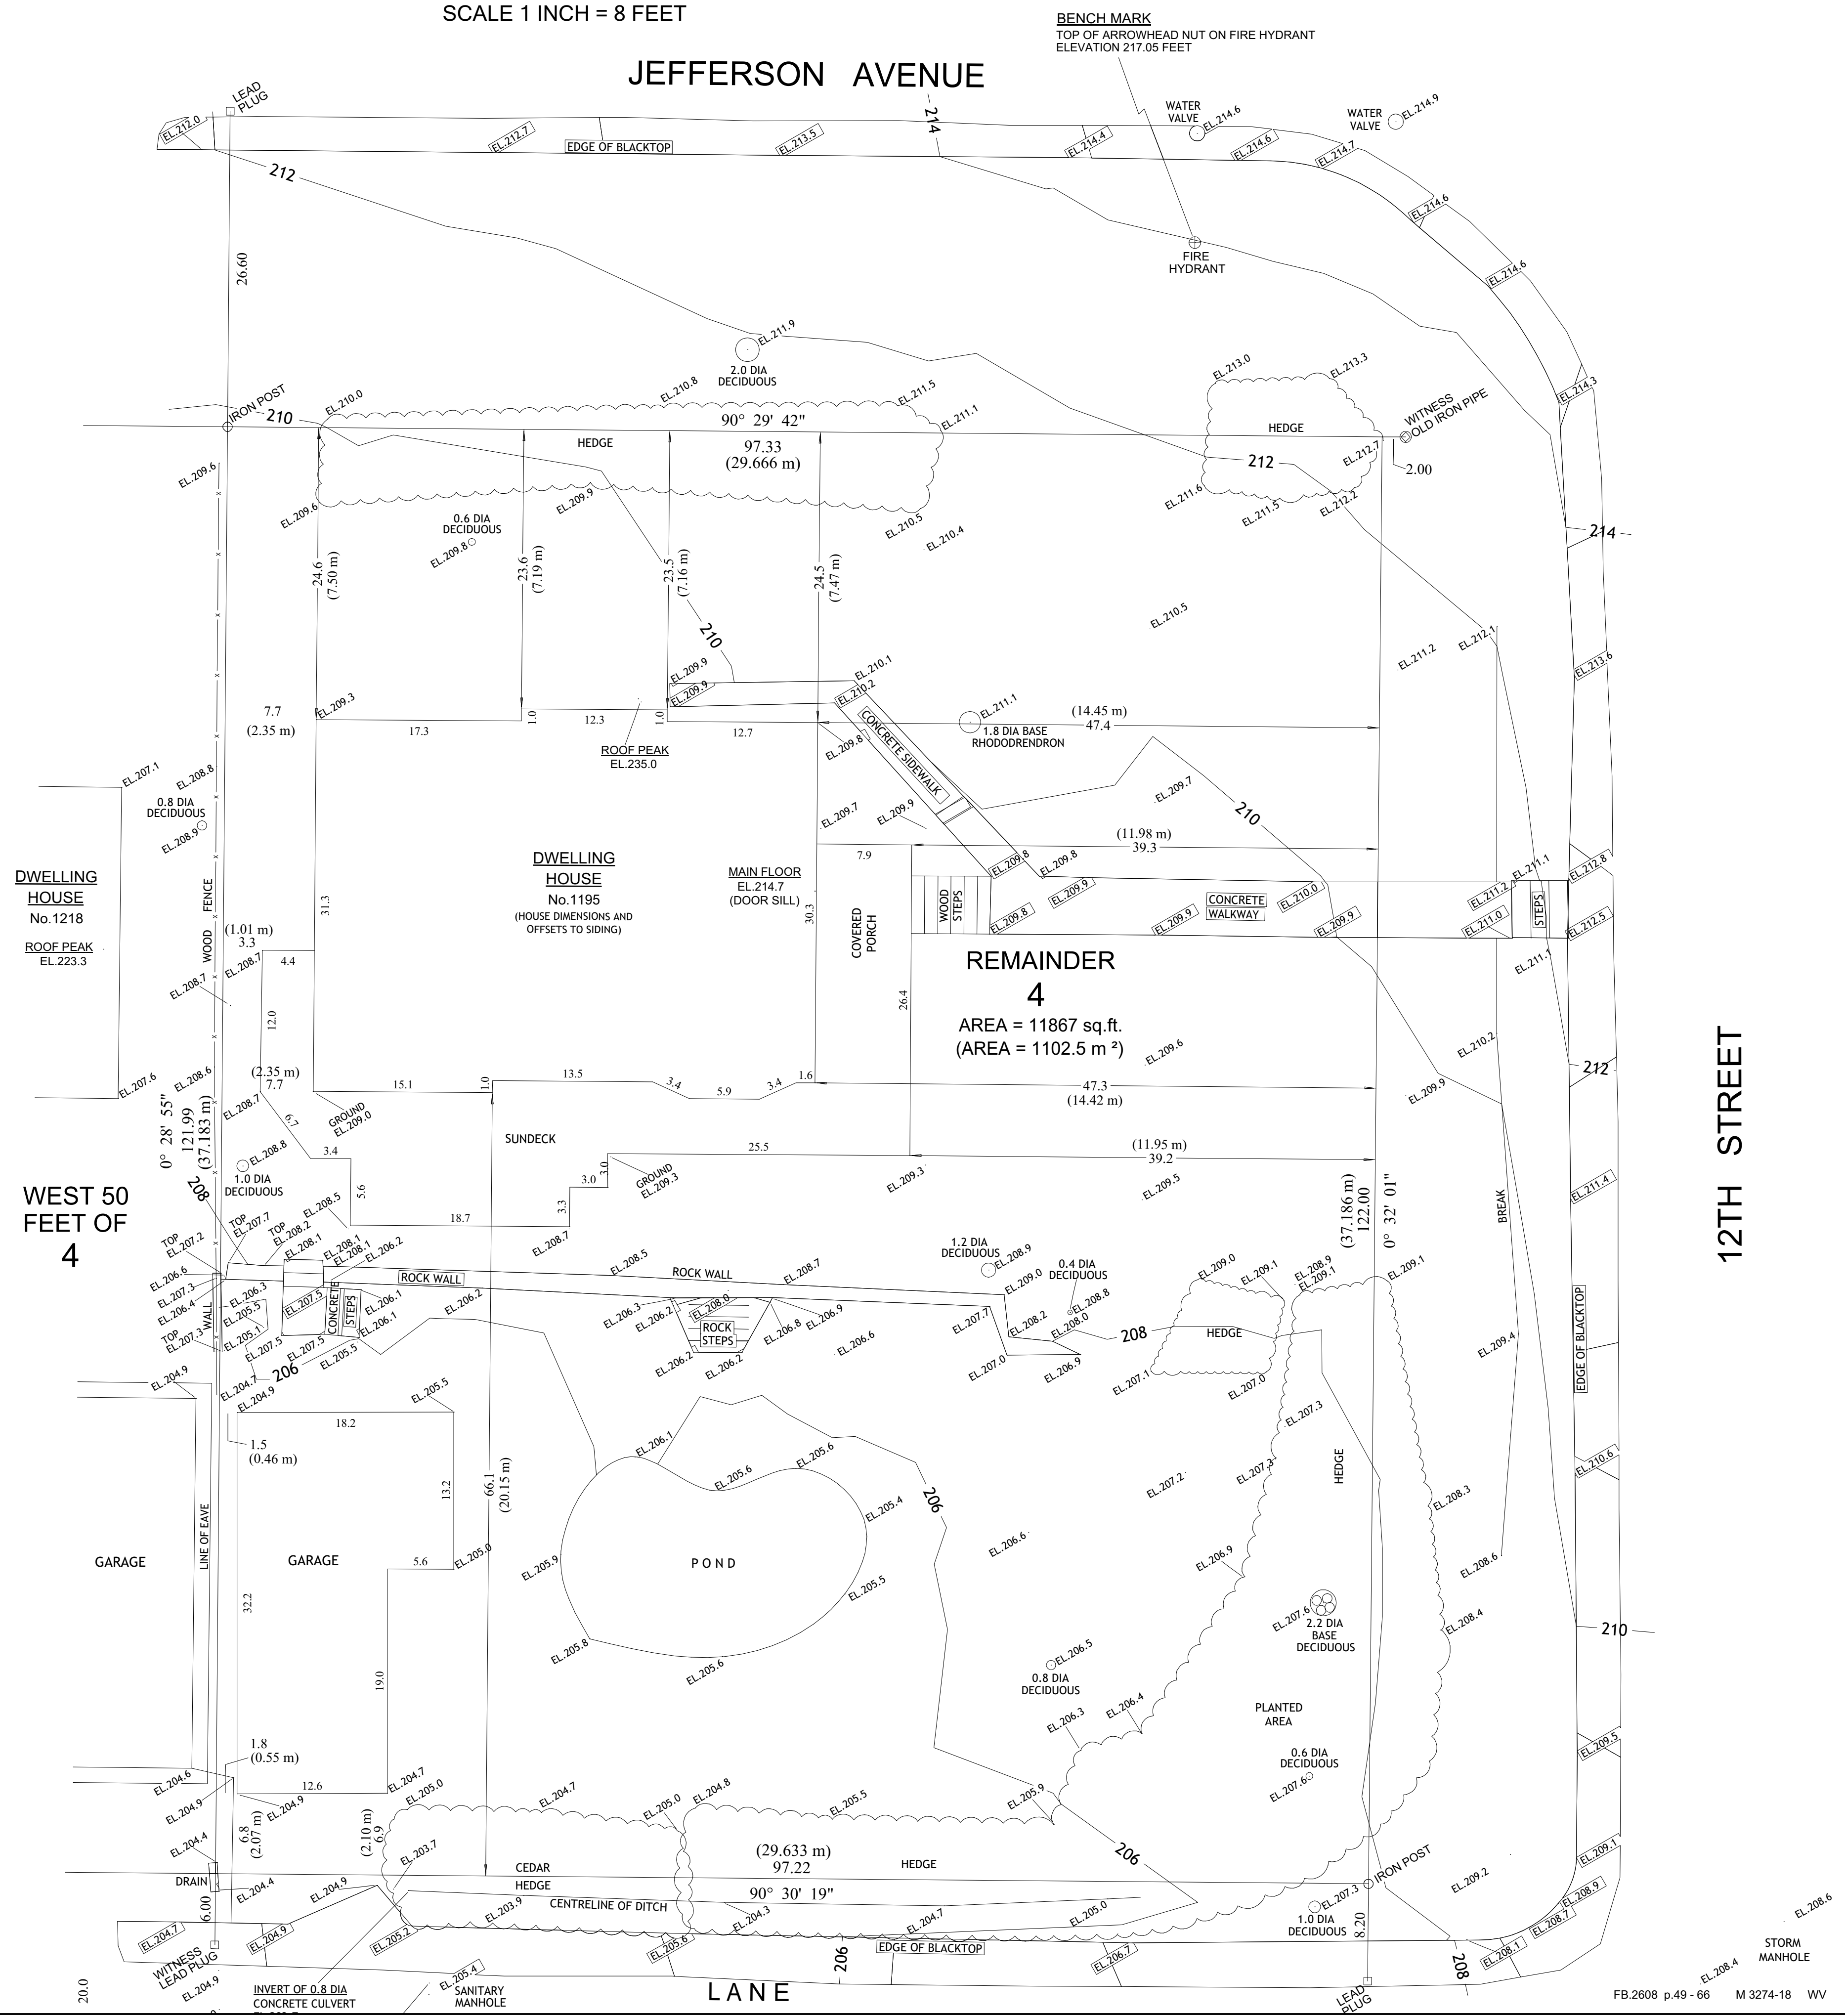 SCALE 1 INCH = 8 FEET
BENCH MARK
TOP OF ARROWHEAD NUT ON FIRE HYDRANT
ELEVATION 217.05 FEET
JEFFERSON AVENUE
LEAD
PLUG
EL.212.0
EL.212.7
EDGE OF BLACKTOP
EL.213.5
214
EL.214.4
WATER
VALVE
EL.214.6
EL.214.6
WATER
VALVE
EL.214.9
EL.214.7
212
EL.214.6
26.60
FIRE
HYDRANT
EL.214.6
EL.211.9
2.0 DIA
DECIDUOUS
EL.213.0
EL.213.3
EL.214.3
IRON POST
210
EL.210.0
EL.210.8
EL.211.5
EL.211.1
90° 29' 42"
HEDGE
97.33
(29.666 m)
HEDGE
WITNESS
OLD IRON PIPE
EL.212.7
2.00
212
EL.209.6
EL.209.6
EL.209.9
EL.210.5
EL.210.4
EL.211.6
EL.211.5
EL.212.2
0.6 DIA
DECIDUOUS
EL.209.8
214
24.6
(7.50 m)
23.6
(7.19 m)
23.5
(7.16 m)
24.5
(7.47 m)
210
EL.210.5
EL.211.2
EL.212.1
EL.213.6
EL.209.9
EL.209.9
EL.210.1
EL.210.2
7.7
(2.35 m)
EL.209.3
17.3
1.0
12.3
1.0
12.7
ROOF PEAK
EL.235.0
EL.209.8
CONCRETE SIDEWALK
EL.211.1
1.8 DIA BASE
RHODODRENDRON
(14.45 m)
47.4
EL.207.1
EL.208.8
0.8 DIA
DECIDUOUS
EL.208.9
EL.209.7
EL.209.9
EL.209.7
210
(11.98 m)
39.3
DWELLING
HOUSE
No.1218
ROOF PEAK
EL.223.3
WOOD FENCE
31.3
DWELLING
HOUSE
No.1195
(HOUSE DIMENSIONS AND
OFFSETS TO SIDING)
MAIN FLOOR
EL.214.7
(DOOR SILL)
30.3
7.9
COVERED
PORCH
WOOD
STEPS
EL.209.8
EL.209.8
EL.209.8
EL.209.9
EL.209.9
CONCRETE
WALKWAY
EL.210.0
EL.209.9
EL.211.2
EL.211.0
EL.211.1
STEPS
EL.212.8
EL.212.5
EL.211.1
(1.01 m)
3.3
4.4
EL.208.7
EL.208.7
12.0
26.4
REMAINDER
4
AREA = 11867 sq.ft.
(AREA = 1102.5 m ²)
EL.209.6
EL.210.2
EL.209.9
212
12TH STREET
EL.207.6
EL.208.6
(2.35 m)
7.7
EL.208.7
15.1
1.0
13.5
3.4
5.9
3.4
1.6
47.3
(14.42 m)
0° 28' 55"
121.99
(37.183 m)
6.7
GROUND
EL.209.0
3.4
SUNDECK
25.5
(11.95 m)
39.2
EL.208.8
1.0 DIA
DECIDUOUS
208
5.6
3.0
3.0
GROUND
EL.209.3
3.3
18.7
EL.209.3
EL.209.5
EL.211.4
(37.186 m)
122.00
0° 32' 01"
BREAK
WEST 50
FEET OF
4
TOP
EL.207.7
TOP
EL.208.2
EL.208.5
TOP
EL.207.2
EL.208.1
EL.208.1
EL.208.1
EL.206.2
EL.208.7
EL.208.5
ROCK WALL
ROCK WALL
EL.208.7
1.2 DIA
DECIDUOUS
EL.208.9
EL.209.0
0.4 DIA
DECIDUOUS
EL.208.8
EL.209.0
EL.209.1
EL.208.9
EL.209.1
EL.209.1
EL.206.6
EL.207.3
EL.206.4
TOP
EL.207.3
WALL
EL.206.3
EL.205.5
EL.205.1
EL.207.5
EL.207.5
EL.207.5
CONCRETE
STEPS
EL.206.1
EL.206.1
EL.205.5
EL.206.2
EL.206.3
EL.206.2
EL.208.0
ROCK
STEPS
EL.206.8
EL.206.9
EL.206.6
EL.206.2
EL.206.2
EL.207.7
EL.208.2
EL.208.0
EL.207.0
EL.206.9
208
HEDGE
EL.207.1
EL.207.0
EL.209.4
EDGE OF BLACKTOP
206
EL.204.9
EL.204.7
EL.204.9
EL.205.5
18.2
1.5
(0.46 m)
13.2
66.1
(20.15 m)
EL.206.1
EL.205.6
EL.205.6
EL.205.4
206
EL.207.3
EL.207.3
EL.207.2
HEDGE
EL.208.3
EL.210.6
LINE OF EAVE
GARAGE
GARAGE
5.6
EL.205.0
32.2
EL.205.9
POND
EL.205.5
EL.206.6
EL.206.9
EL.208.6
EL.205.8
EL.205.6
19.0
EL.207.6
2.2 DIA
BASE
DECIDUOUS
EL.208.4
210
EL.206.5
0.8 DIA
DECIDUOUS
EL.206.3
EL.206.4
PLANTED
AREA
0.6 DIA
DECIDUOUS
EL.207.6
EL.209.5
1.8
(0.55 m)
EL.204.6
12.6
EL.204.7
EL.205.0
EL.204.9
EL.204.9
EL.204.7
EL.205.0
EL.204.8
EL.205.5
EL.205.9
6.8
(2.07 m)
(2.10 m)
6.9
EL.204.4
EL.203.7
206
(29.633 m)
97.22
HEDGE
CEDAR
HEDGE
90° 30' 19"
IRON POST
EL.209.1
EL.209.2
DRAIN
EL.204.4
EL.204.9
6.00
CENTRELINE OF DITCH
EL.203.9
EL.204.3
EL.204.7
EL.205.0
EL.207.3
1.0 DIA
DECIDUOUS
8.20
EL.208.9
EL.208.7
EL.208.1
EL.208.6
EL.204.7
EL.204.9
EL.205.2
EL.205.6
EDGE OF BLACKTOP
EL.206.7
206
208
STORM
MANHOLE
EL.208.4
WITNESS
LEAD PLUG
EL.204.9
20.0
INVERT OF 0.8 DIA
CONCRETE CULVERT
EL.205.4
SANITARY
MANHOLE
LANE
LEAD
PLUG
FB.2608 p.49 - 66 M 3274-18 WV